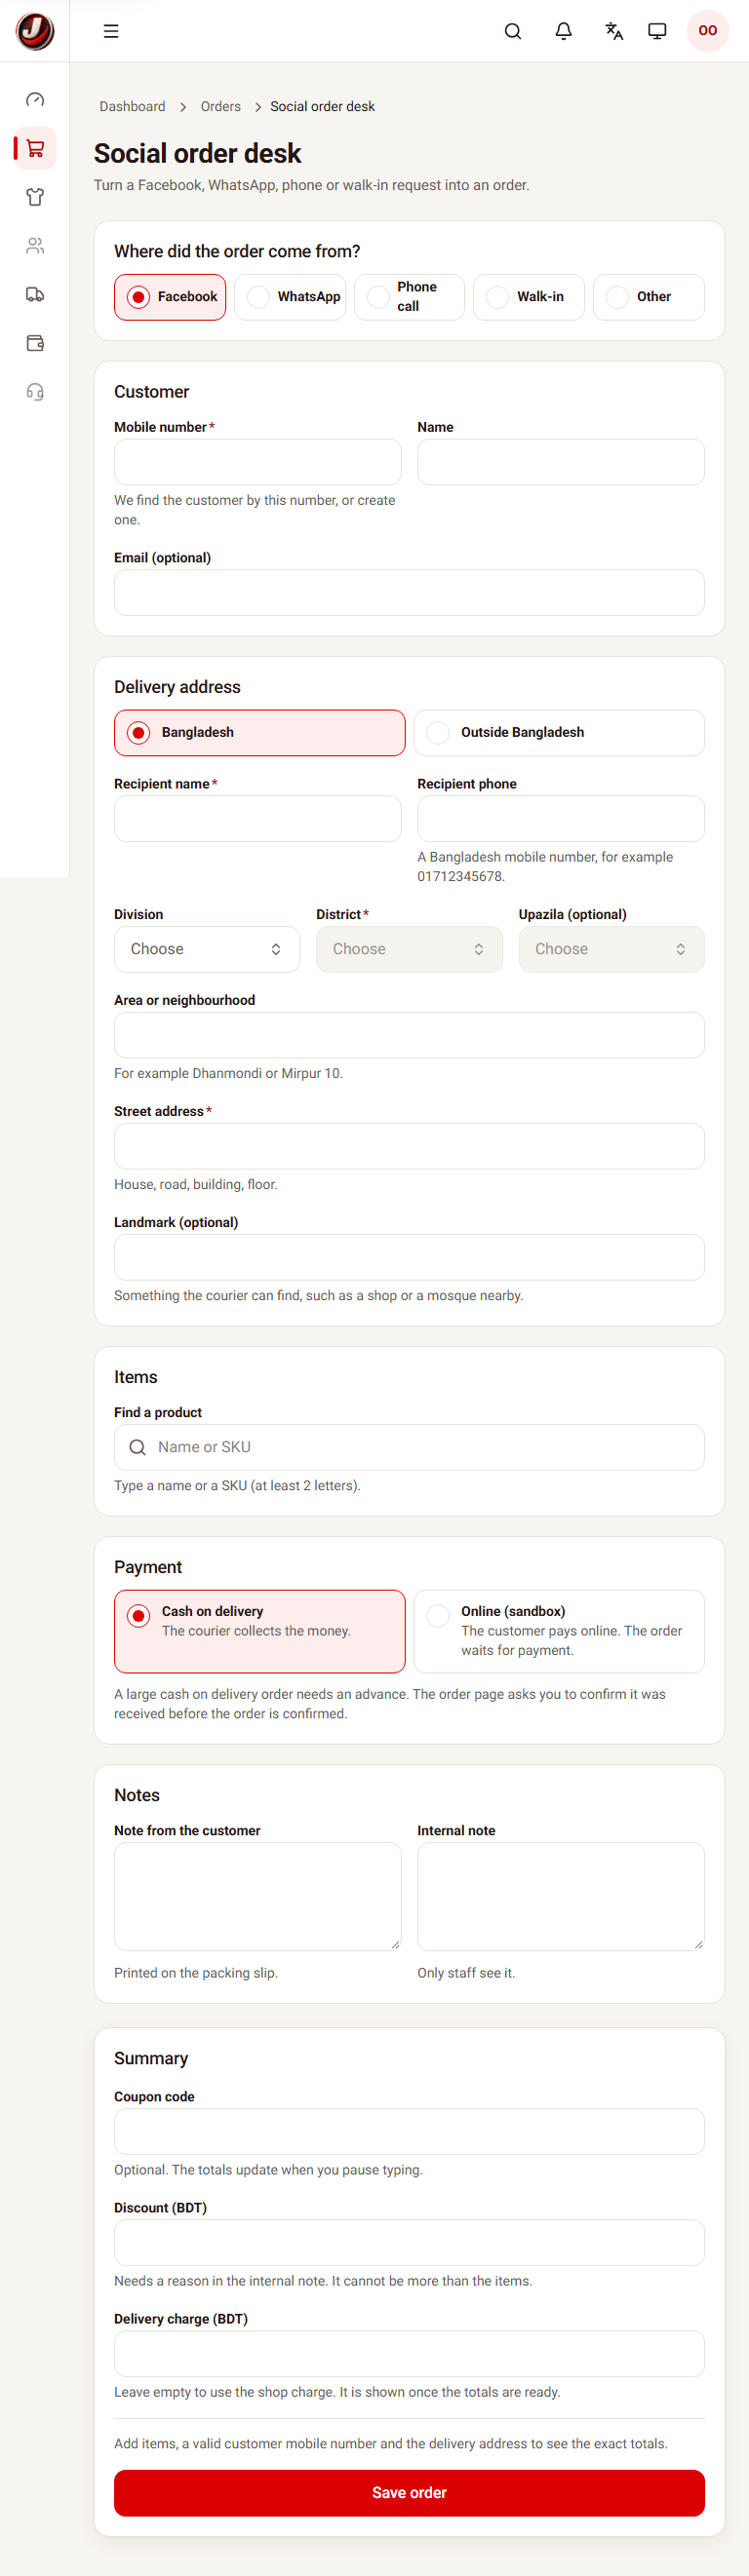 J
OO
Dashboard > Orders > Social order desk
Social order desk
Turn a Facebook, WhatsApp, phone or walk-in request into an order.
Where did the order come from?
Facebook
WhatsApp
Phone
call
Walk-in
Other
Customer
Mobile number*
Name
We find the customer by this number, or create
one.
Email (optional)
Delivery address
Bangladesh
Outside Bangladesh
Recipient name*
Recipient phone
A Bangladesh mobile number, for example
01712345678.
Division
District*
Upazila (optional)
Choose
Choose
Choose
Area or neighbourhood
For example Dhanmondi or Mirpur 10.
Street address*
House, road, building, floor.
Landmark (optional)
Something the courier can find, such as a shop or a mosque nearby.
Items
Find a product
Name or SKU
Type a name or a SKU (at least 2 letters).
Payment
Cash on delivery
The courier collects the money.
Online (sandbox)
The customer pays online. The order
waits for payment.
A large cash on delivery order needs an advance. The order page asks you to confirm it was
received before the order is confirmed.
Notes
Note from the customer
Internal note
Printed on the packing slip.
Only staff see it.
Summary
Coupon code
Optional. The totals update when you pause typing.
Discount (BDT)
Needs a reason in the internal note. It cannot be more than the items.
Delivery charge (BDT)
Leave empty to use the shop charge. It is shown once the totals are ready.
Add items, a valid customer mobile number and the delivery address to see the exact totals.
Save order